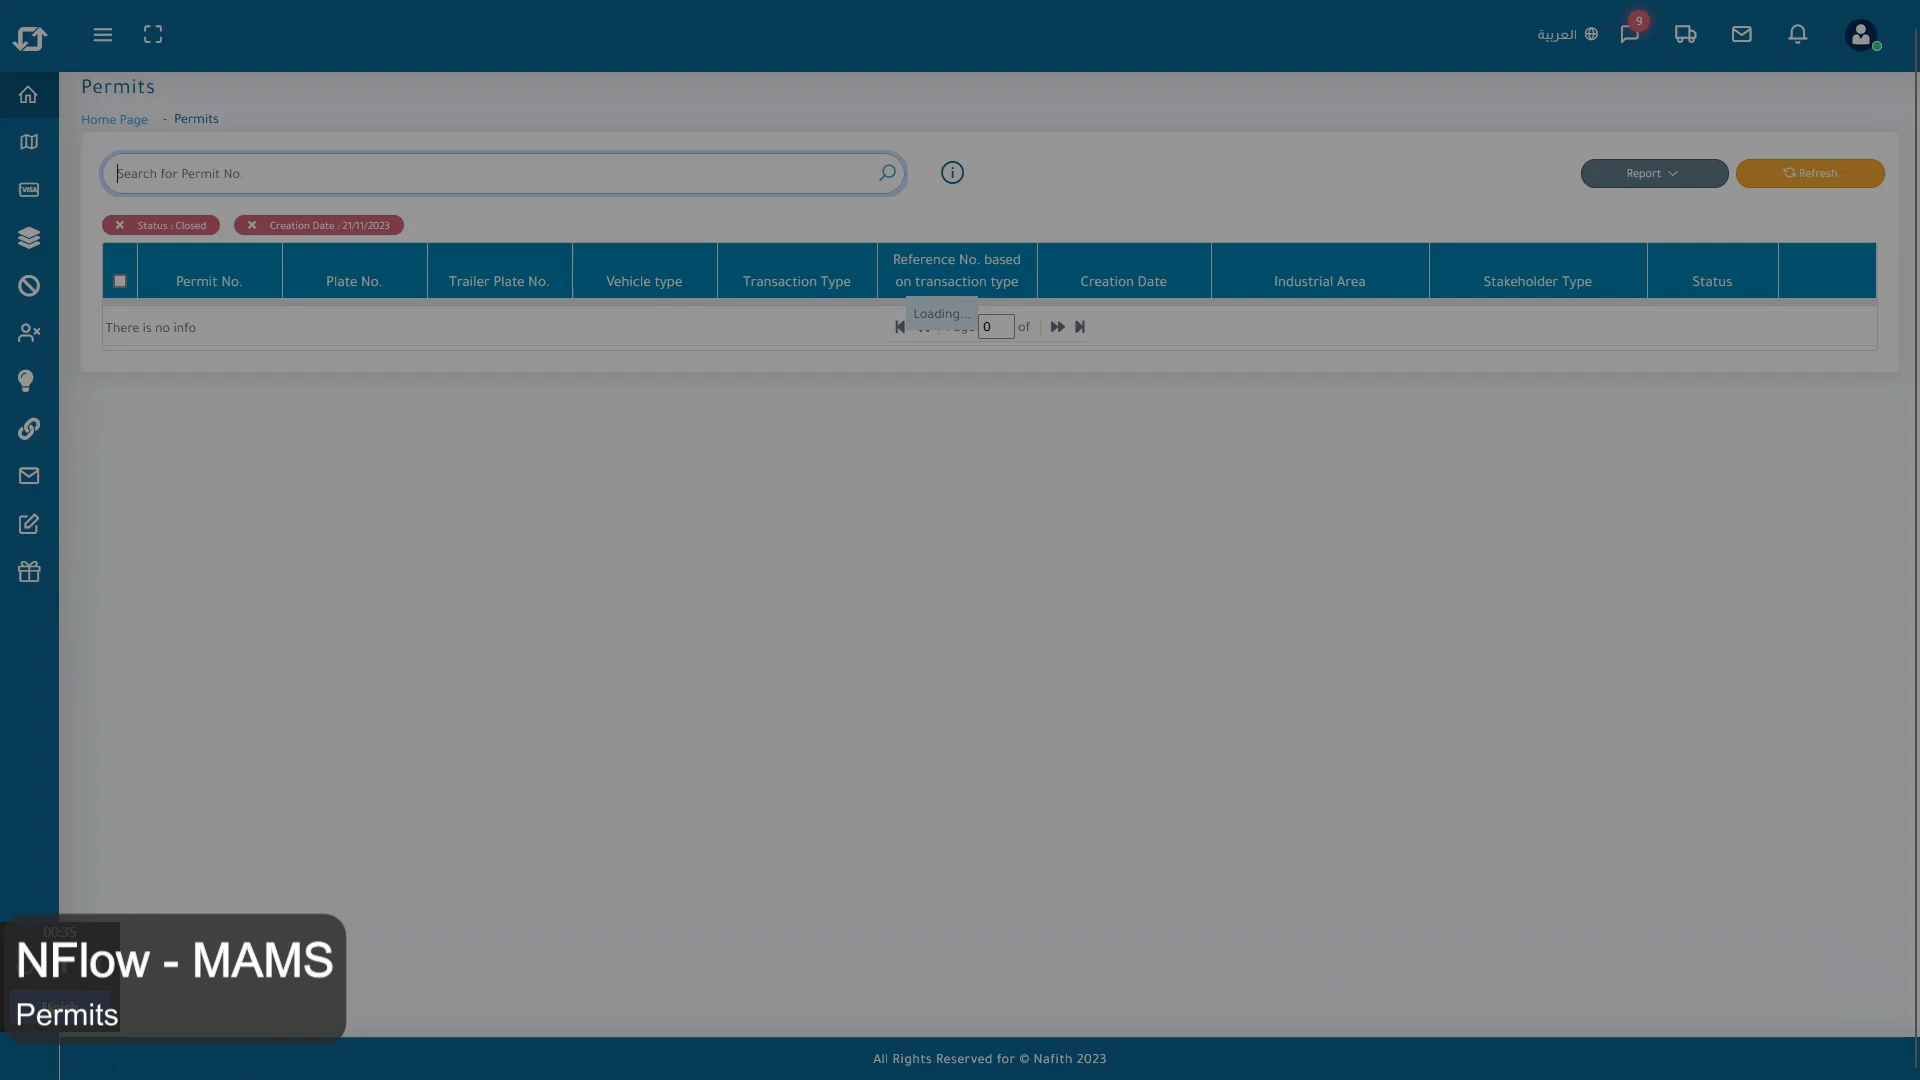 العربية
9
Permits
Home Page - Permits
Search for Permit No.
Report
Refresh
Status : Closed
Creation Date : 21/11/2023
Permit No.
Plate No.
Trailer Plate No.
Vehicle type
Transaction Type
Reference No. based
on transaction type
Creation Date
Industrial Area
Stakeholder Type
Status
Loading...
There is no info
0 of
VISA
00:35
NFlow - MAMS
Permits
All Rights Reserved for © Nafith 2023